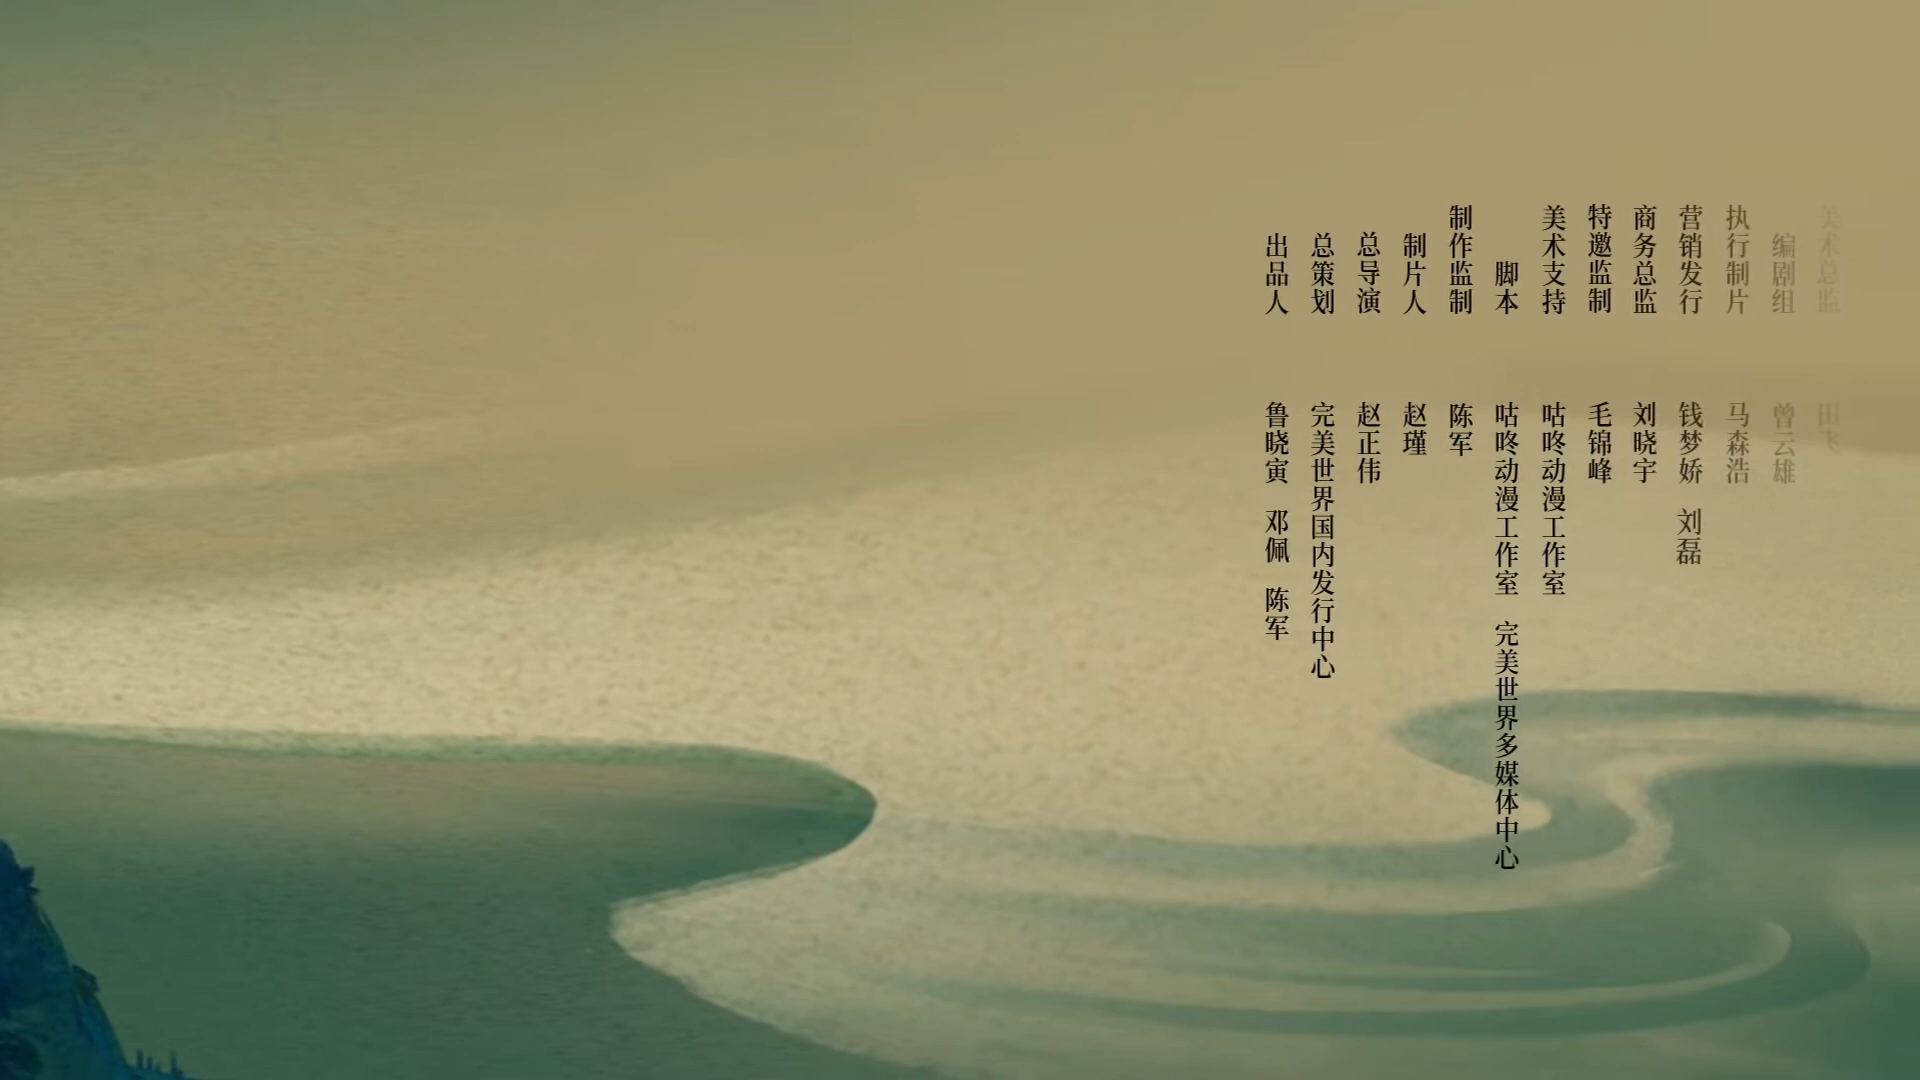 出品人 鲁晓寅 邓佩 陈军
总策划 完美世界国内发行中心
总导演 赵正伟
制片人 赵瑾
制作监制 陈军
脚本 咕咚动漫工作室 完美世界多媒体中心
美术支持 咕咚动漫工作室
特邀监制 毛锦峰
商务总监 刘晓宇
营销发行 钱梦娇 刘磊
执行制片 马森浩
编剧组 曾云雄
美术总监